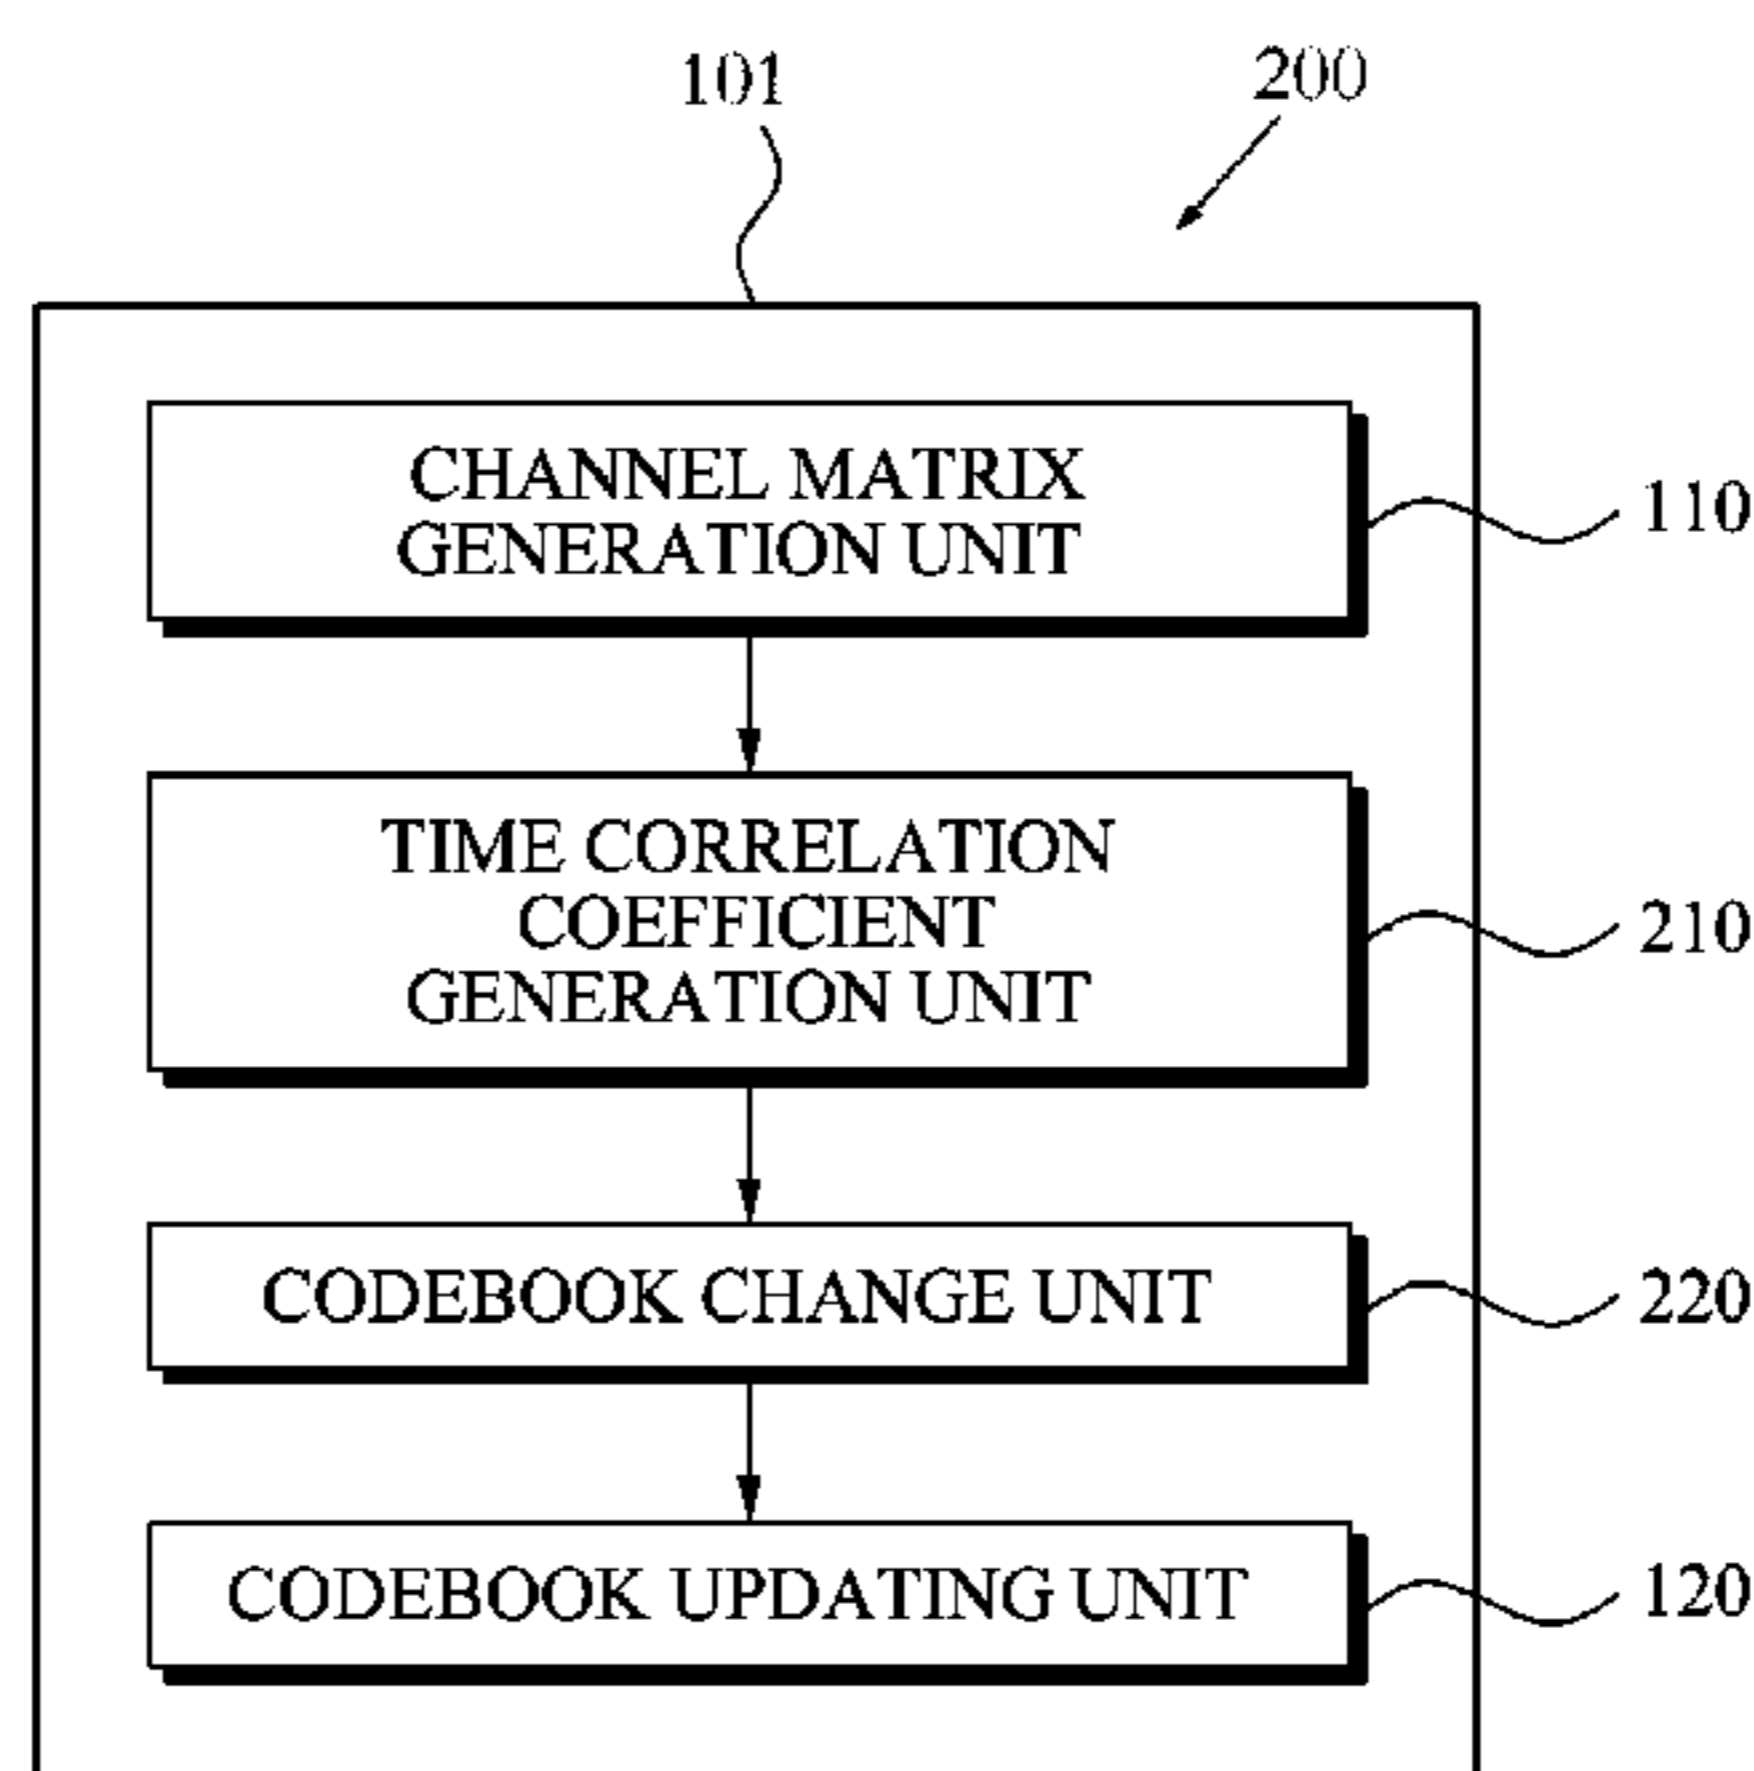 101
200
CHANNEL MATRIX
GENERATION UNIT
110
TIME CORRELATION
COEFFICIENT
GENERATION UNIT
210
CODEBOOK CHANGE UNIT
220
CODEBOOK UPDATING UNIT
120